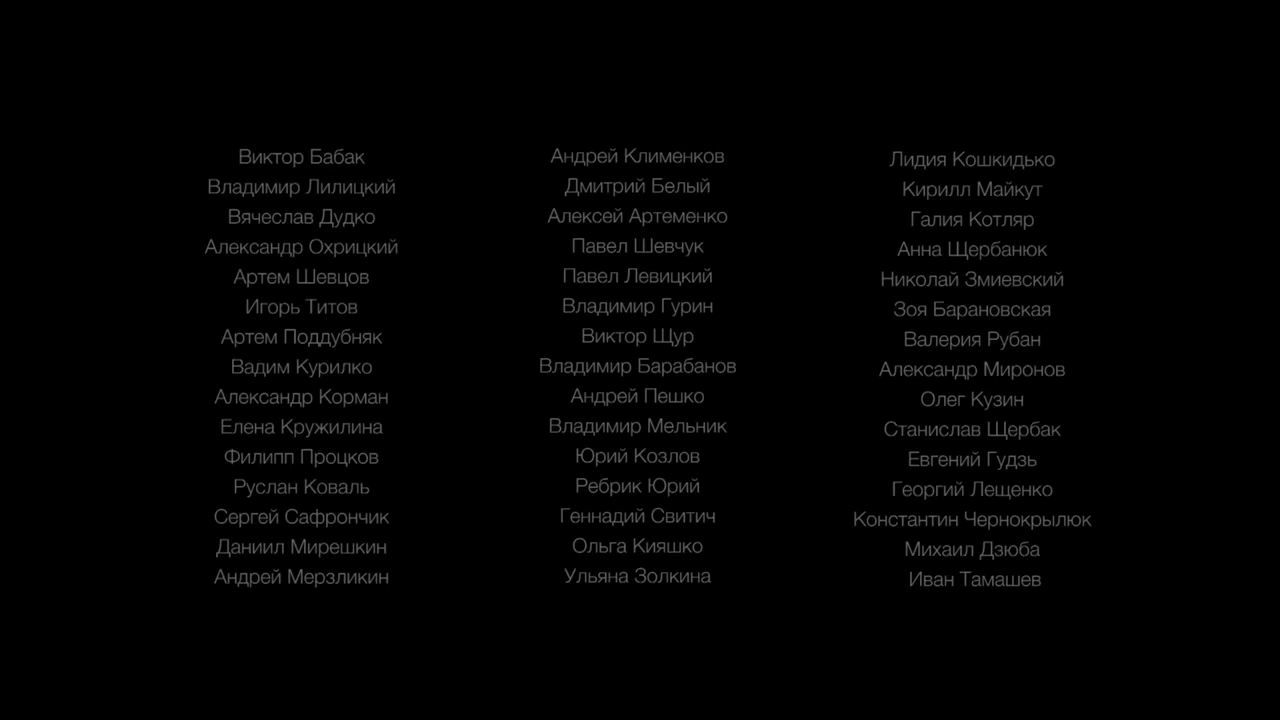 Виктор Бабак
Владимир Лилицкий
Вячеслав Дудко
Александр Охрицкий
Артем Шевцов
Игорь Титов
Артем Поддубняк
Вадим Курилко
Александр Корман
Елена Кружилина
Филипп Процков
Руслан Коваль
Сергей Сафрончик
Даниил Мирешкин
Андрей Мерзликин
Андрей Клименков
Дмитрий Белый
Алексей Артеменко
Павел Шевчук
Павел Левицкий
Владимир Гурин
Виктор Щур
Владимир Барабанов
Андрей Пешко
Владимир Мельник
Юрий Козлов
Ребрик Юрий
Геннадий Свитич
Ольга Кияшко
Ульяна Золкина
Лидия Кошкидько
Кирилл Майкут
Галия Котляр
Анна Щербанюк
Николай Змиевский
Зоя Барановская
Валерия Рубан
Александр Миронов
Олег Кузин
Станислав Щербак
Евгений Гудзь
Георгий Лещенко
Константин Чернокрылюк
Михаил Дзюба
Иван Тамашев